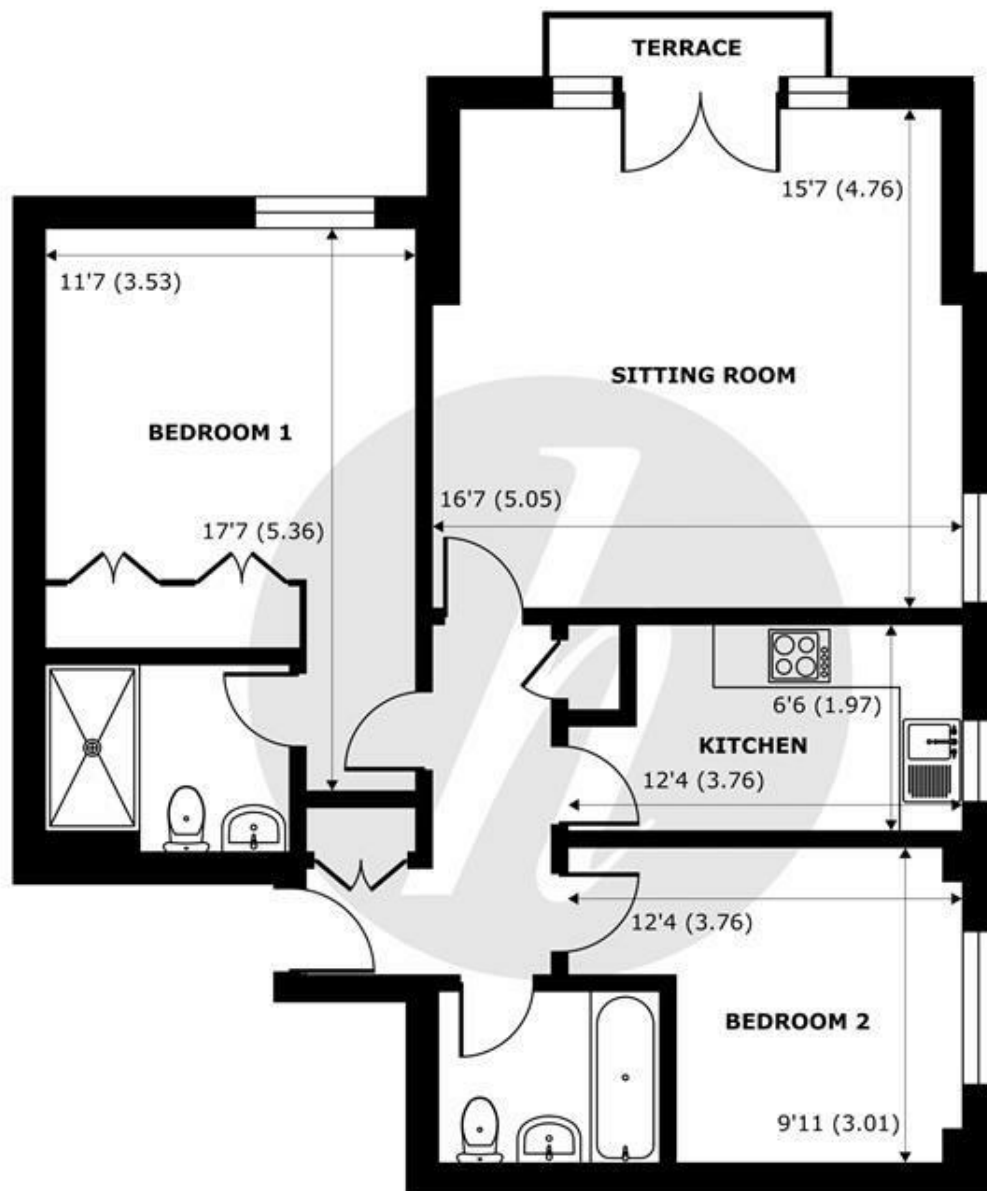 TERRACE
15'7 (4.76)
11'7 (3.53)
SITTING ROOM
BEDROOM 1
16'7 (5.05)
17'7 (5.36)
6'6 (1.97)
KITCHEN
12'4 (3.76)
12'4 (3.76)
BEDROOM 2
9'11 (3.01)
h